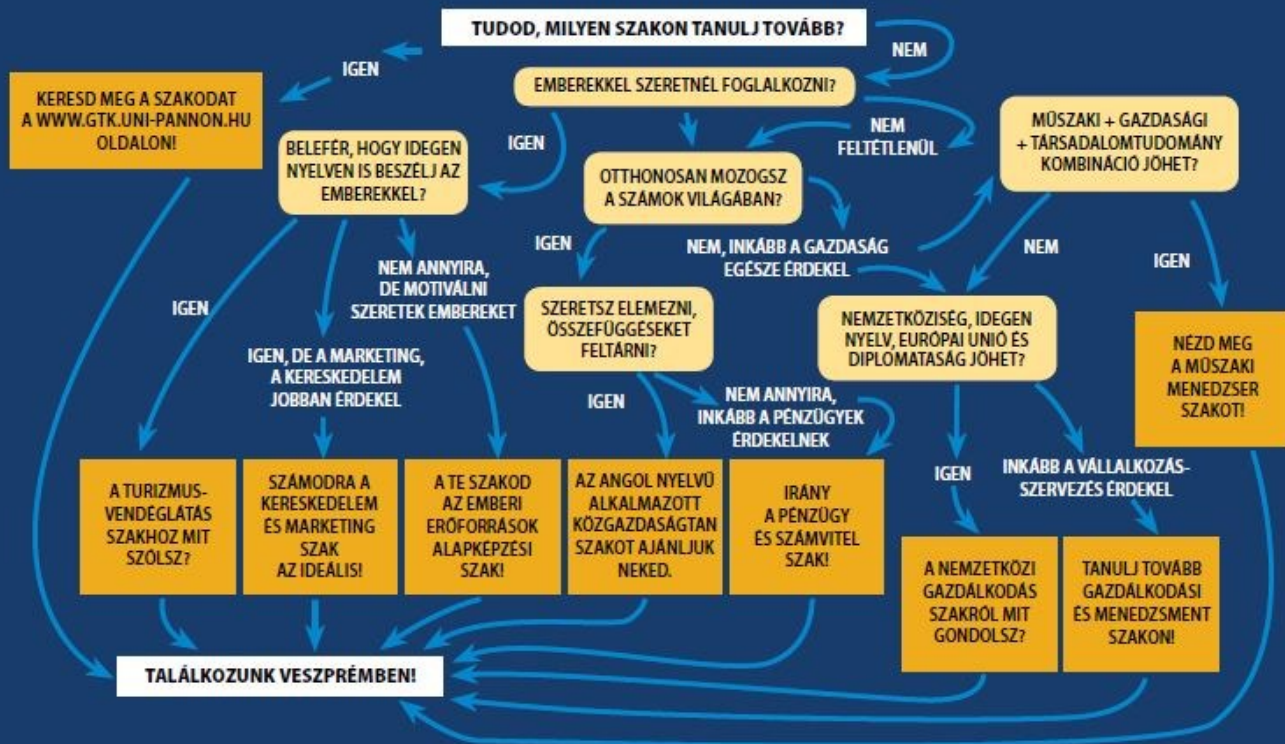 TUDOD, MILYEN SZAKON TANULJ TOVÁBB?
IGEN
NEM
KERESD MEG A SZAKODAT
A WWW.GTK.UNI-PANNON.HU
OLDALON!
EMBEREKKEL SZERETNÉL FOGLALKOZNI?
IGEN
NEM
FELTÉTLENÜL
BELEFÉR, HOGY IDEGEN
NYELVEN IS BESZÉLJ AZ
EMBEREKKEL?
OTTHONOSAN MOZOGSZ
A SZÁMOK VILÁGÁBAN?
MŰSZAKI + GAZDASÁGI
+ TÁRSADALOMTUDOMÁNY
KOMBINÁCIÓ JÖHET?
IGEN
IGEN, DE A MARKETING,
A KERESKEDELEM
JOBBAN ÉRDEKEL
NEM ANNYIRA,
DE MOTIVÁLNI
SZERETEK EMBEREKET
IGEN
NEM, INKÁBB A GAZDASÁG
EGÉSZE ÉRDEKEL
NEM
IGEN
SZERETSZ ELEMEZNI,
ÖSSZEFÜGGÉSEKET
FELTÁRNI?
NEMZETKÖZISÉG, IDEGEN
NYELV, EURÓPAI UNIÓ ÉS
DIPLOMATASÁG JÖHET?
NÉZD MEG
A MŰSZAKI
MENEDZSER
SZAKOT!
IGEN
NEM ANNYIRA,
INKÁBB A PÉNZÜGYEK
ÉRDEKELNEK
IGEN
INKÁBB A VÁLLALKOZÁS-
SZERVEZÉS ÉRDEKEL
A TURIZMUS-
VENDÉGLÁTÁS
SZAKHOZ MIT
SZÓLSZ?
SZÁMODRA A
KERESKEDELEM
ÉS MARKETING
SZAK
AZ IDEÁLIS!
A TE SZAKOD
AZ EMBERI
ERŐFORRÁSOK
ALAPKÉPZÉSI
SZAK!
AZ ANGOL NYELVŰ
ALKALMAZOTT
KÖZGAZDASÁGTAN
SZAKOT AJÁNLJUK
NEKED.
IRÁNY
A PÉNZÜGY
ÉS SZÁMVITEL
SZAK!
A NEMZETKÖZI
GAZDÁLKODÁS
SZAKRÓL MIT
GONDOLSZ?
TANULJ TOVÁBB
GAZDÁLKODÁSI
ÉS MENEDZSMENT
SZAKON!
TALÁLKOZUNK VESZPRÉMBEN!